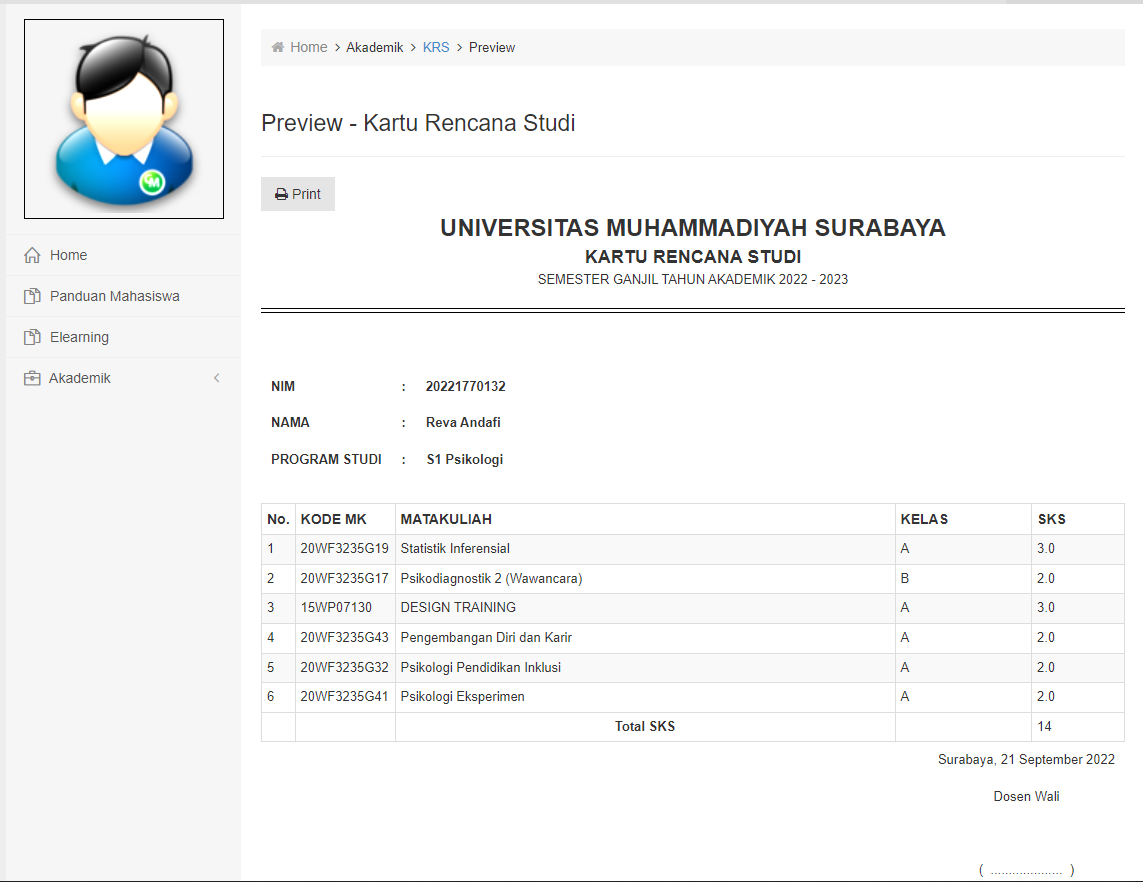 Home > Akademik > KRS > Preview
Preview - Kartu Rencana Studi
Print
UNIVERSITAS MUHAMMADIYAH SURABAYA
KARTU RENCANA STUDI
SEMESTER GANJIL TAHUN AKADEMIK 2022 - 2023
Home
Panduan Mahasiswa
Elearning
Akademik
NIM : 20221770132
NAMA : Reva Andafi
PROGRAM STUDI : S1 Psikologi
No. KODE MK MATAKULIAH KELAS SKS
1 20WF3235G19 Statistik Inferensial A 3.0
2 20WF3235G17 Psikodiagnostik 2 (Wawancara) B 2.0
3 15WP07130 DESIGN TRAINING A 3.0
4 20WF3235G43 Pengembangan Diri dan Karir A 2.0
5 20WF3235G32 Psikologi Pendidikan Inklusi A 2.0
6 20WF3235G41 Psikologi Eksperimen A 2.0
Total SKS 14
Surabaya, 21 September 2022
Dosen Wali
( .................... )